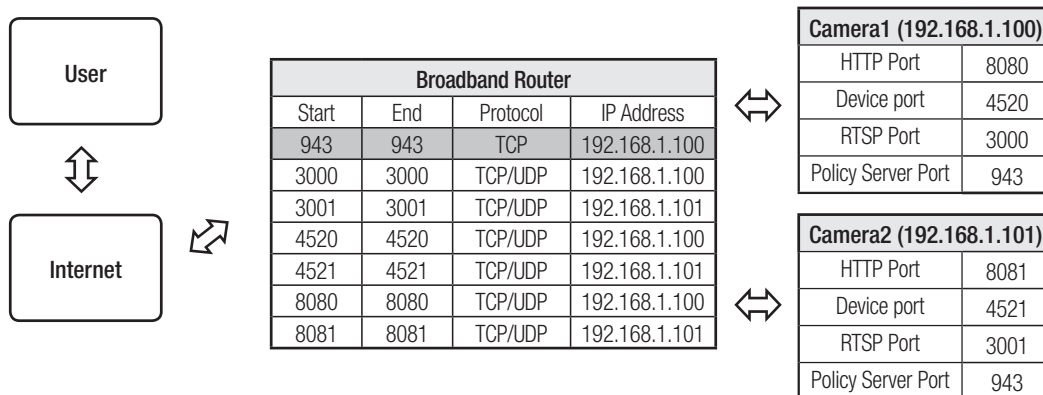 User
Internet
Broadband Router
Start End Protocol IP Address
943 943 TCP 192.168.1.100
3000 3000 TCP/UDP 192.168.1.100
3001 3001 TCP/UDP 192.168.1.101
4520 4520 TCP/UDP 192.168.1.100
4521 4521 TCP/UDP 192.168.1.101
8080 8080 TCP/UDP 192.168.1.100
8081 8081 TCP/UDP 192.168.1.101
Camera1 (192.168.1.100)
HTTP Port 8080
Device port 4520
RTSP Port 3000
Policy Server Port 943
Camera2 (192.168.1.101)
HTTP Port 8081
Device port 4521
RTSP Port 3001
Policy Server Port 943